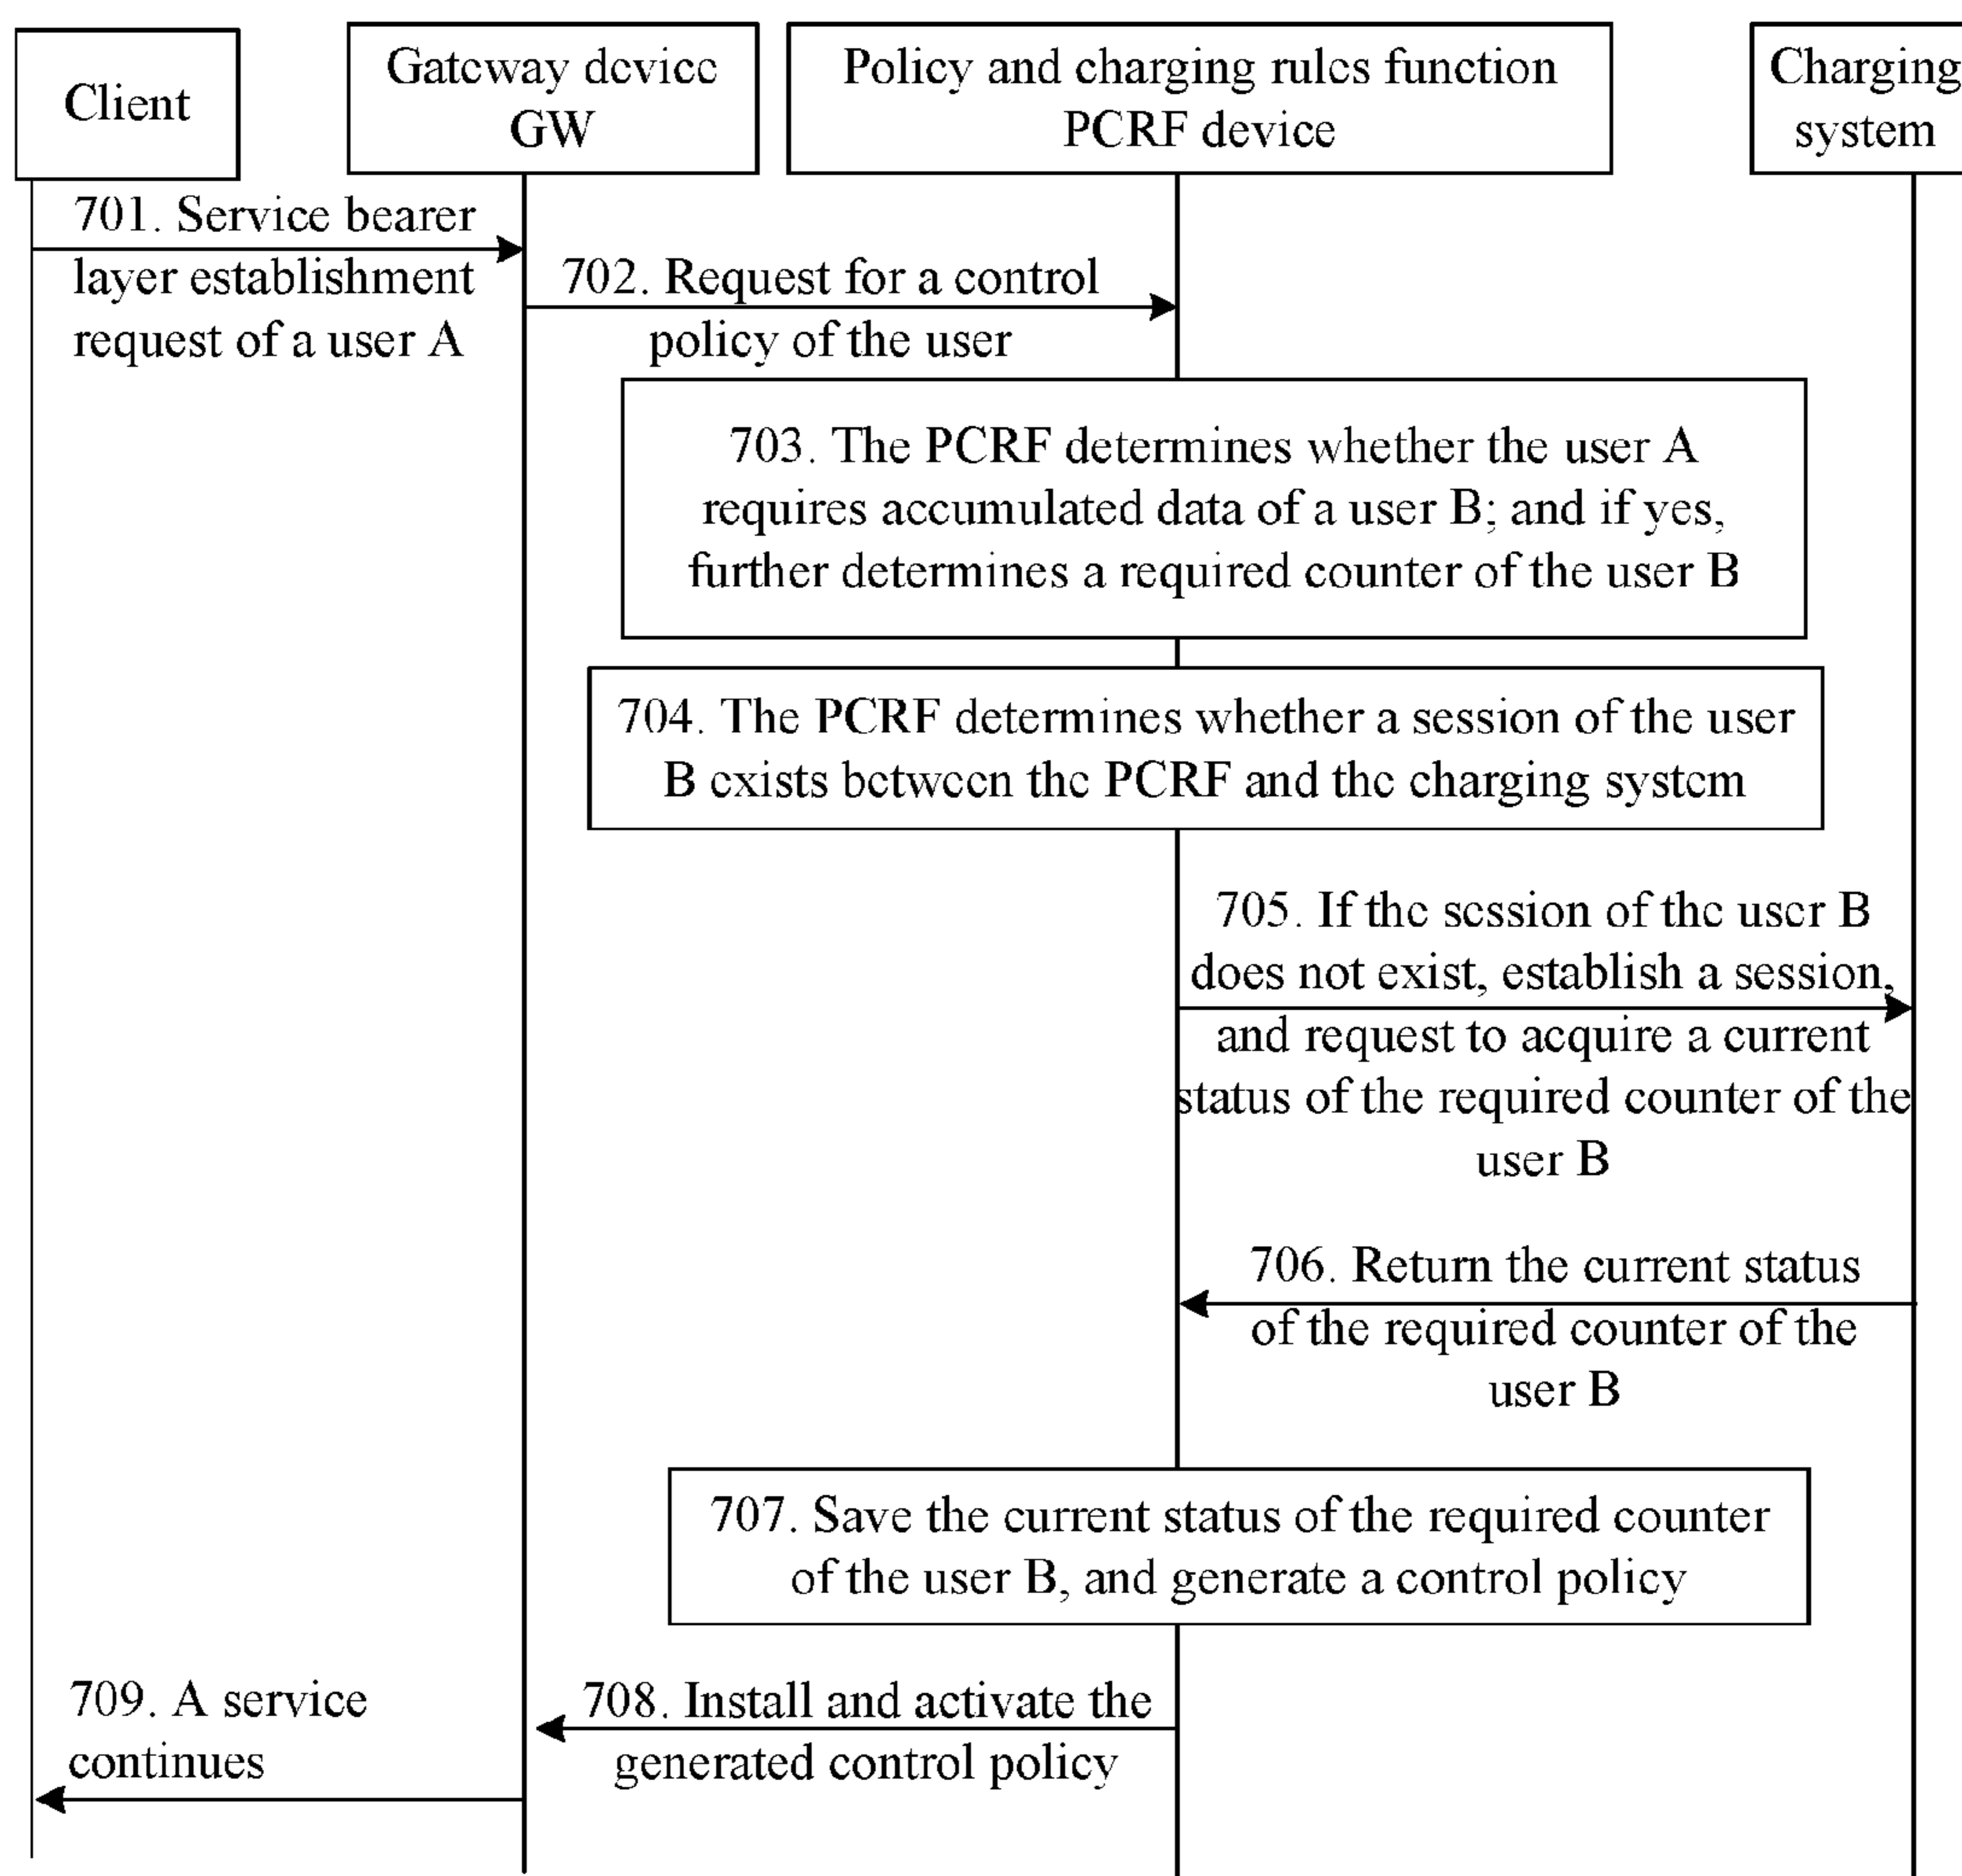 Client
Gateway device
GW
Policy and charging rules function
PCRF device
Charging
system
701. Service bearer
layer establishment
request of a user A
702. Request for a control
policy of the user
703. The PCRF determines whether the user A
requires accumulated data of a user B; and if yes,
further determines a required counter of the user B
704. The PCRF determines whether a session of the user
B exists between the PCRF and the charging system
705. If the session of the user B
does not exist, establish a session,
and request to acquire a current
status of the required counter of the
user B
706. Return the current status
of the required counter of the
user B
707. Save the current status of the required counter
of the user B, and generate a control policy
708. Install and activate the
generated control policy
709. A service
continues